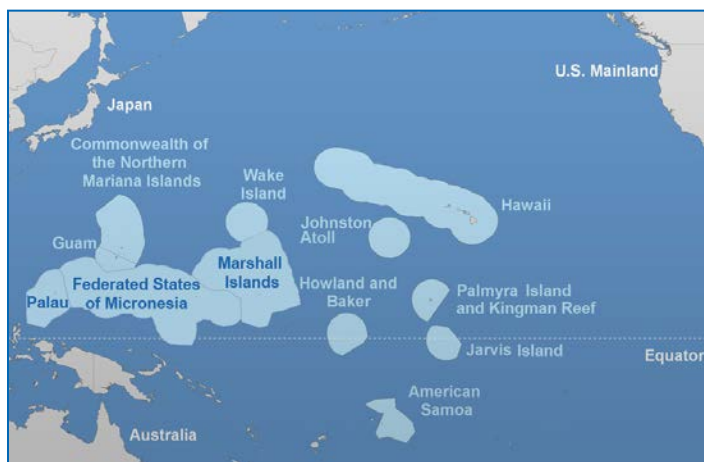 U.S. Mainland
Japan
Commonwealth of
the Northern
Mariana Islands
Wake
Island
Hawaii
Johnston
Atoll
Guam
Marshall
Islands
Federated States
of Micronesia
Palau
Howland and
Baker
Palmyra Island
and Kingman Reef
Jarvis Island
Equator
American
Samoa
Australia